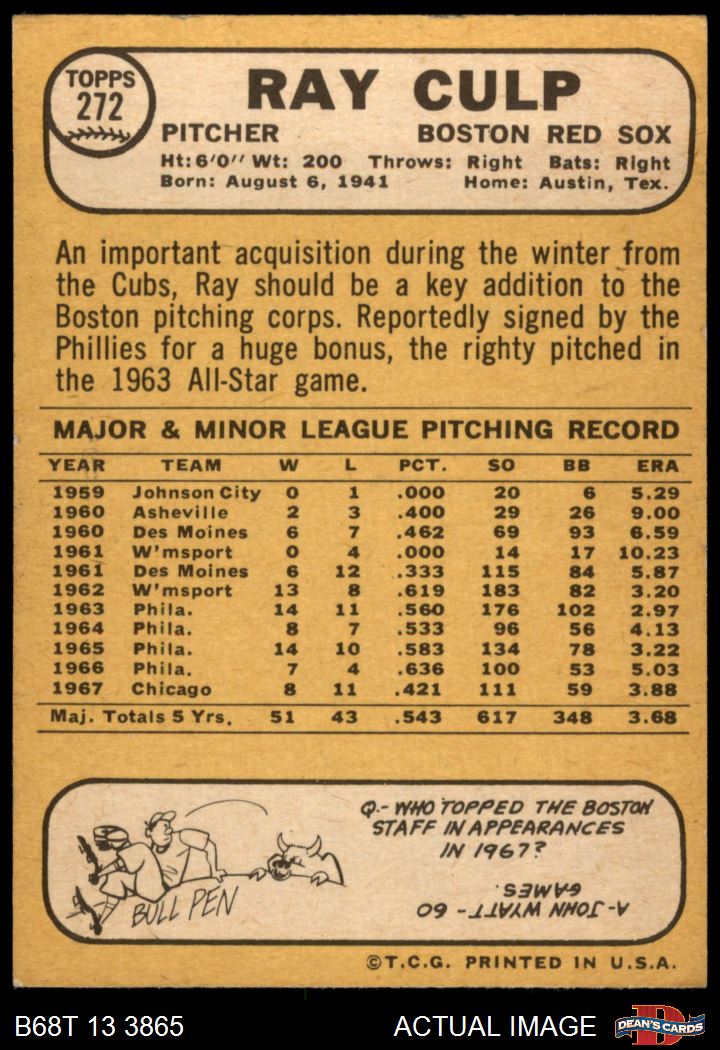 TOPPS
272
RAY CULP
PITCHER BOSTON RED SOX
Ht: 6'0" Wt: 200 Throws: Right Bats: Right
Born: August 6, 1941 Home: Austin, Tex.
An important acquisition during the winter from
the Cubs, Ray should be a key addition to the
Boston pitching corps. Reportedly signed by the
Phillies for a huge bonus, the righty pitched in
the 1963 All-Star game.
MAJOR & MINOR LEAGUE PITCHING RECORD
YEAR TEAM W L PCT. SO BB ERA
1959 Johnson City 0 1 .000 20 6 5.29
1960 Asheville 2 3 .400 29 26 9.00
1960 Des Moines 6 7 .462 69 93 6.59
1961 W'msport 0 4 .000 14 17 10.23
1961 Des Moines 6 12 .333 115 84 5.87
1962 W'msport 13 8 .619 183 82 3.20
1963 Phila. 14 11 .560 176 102 2.97
1964 Phila. 8 7 .533 96 56 4.13
1965 Phila. 14 10 .583 134 78 3.22
1966 Phila. 7 4 .636 100 53 5.03
1967 Chicago 8 11 .421 111 59 3.88
Maj. Totals 5 Yrs. 51 43 .543 617 348 3.68
Q.- WHO TOPPED THE BOSTON
STAFF IN APPEARANCES
IN 1967?
A-JOHN WYATT - 60
GAMES.
BULL PEN
©T.C.G. PRINTED IN U.S.A.
B68T 13 3865 ACTUAL IMAGE
D
DEAN'S CARDS